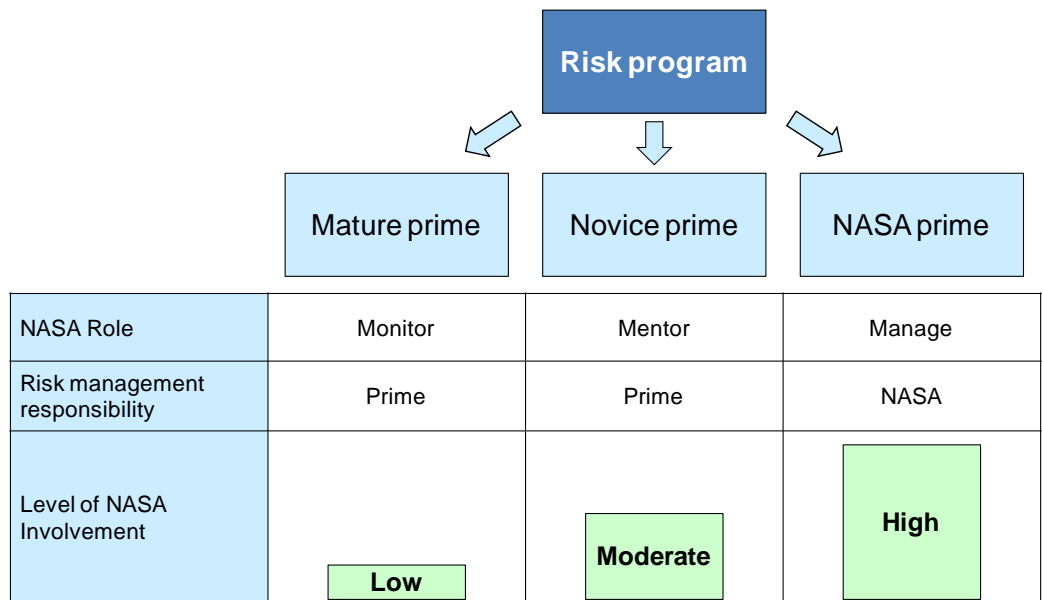 Risk program
Mature prime
Novice prime
NASA prime
NASA Role
Monitor
Mentor
Manage
Risk management
responsibility
Prime
Prime
NASA
Level of NASA
Involvement
Low
Moderate
High